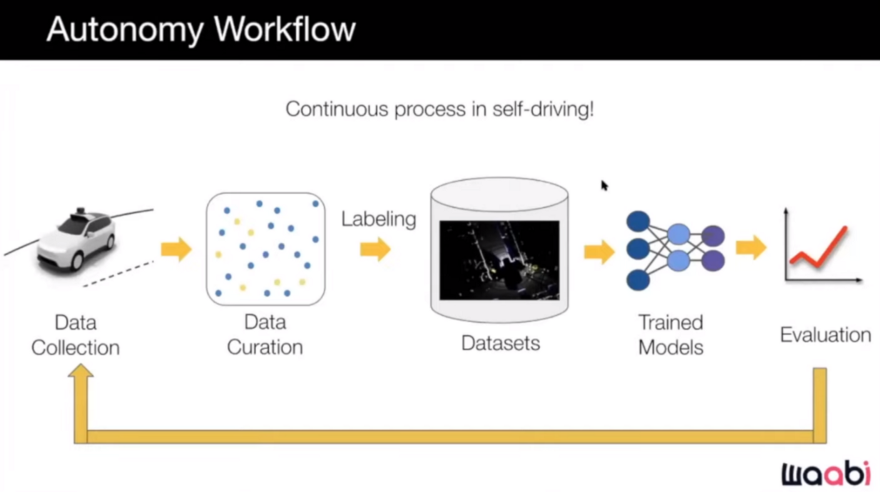 Autonomy Workflow
Continuous process in self-driving!
Labeling
Data
Collection
Data
Curation
Datasets
Trained
Models
Evaluation
waabi